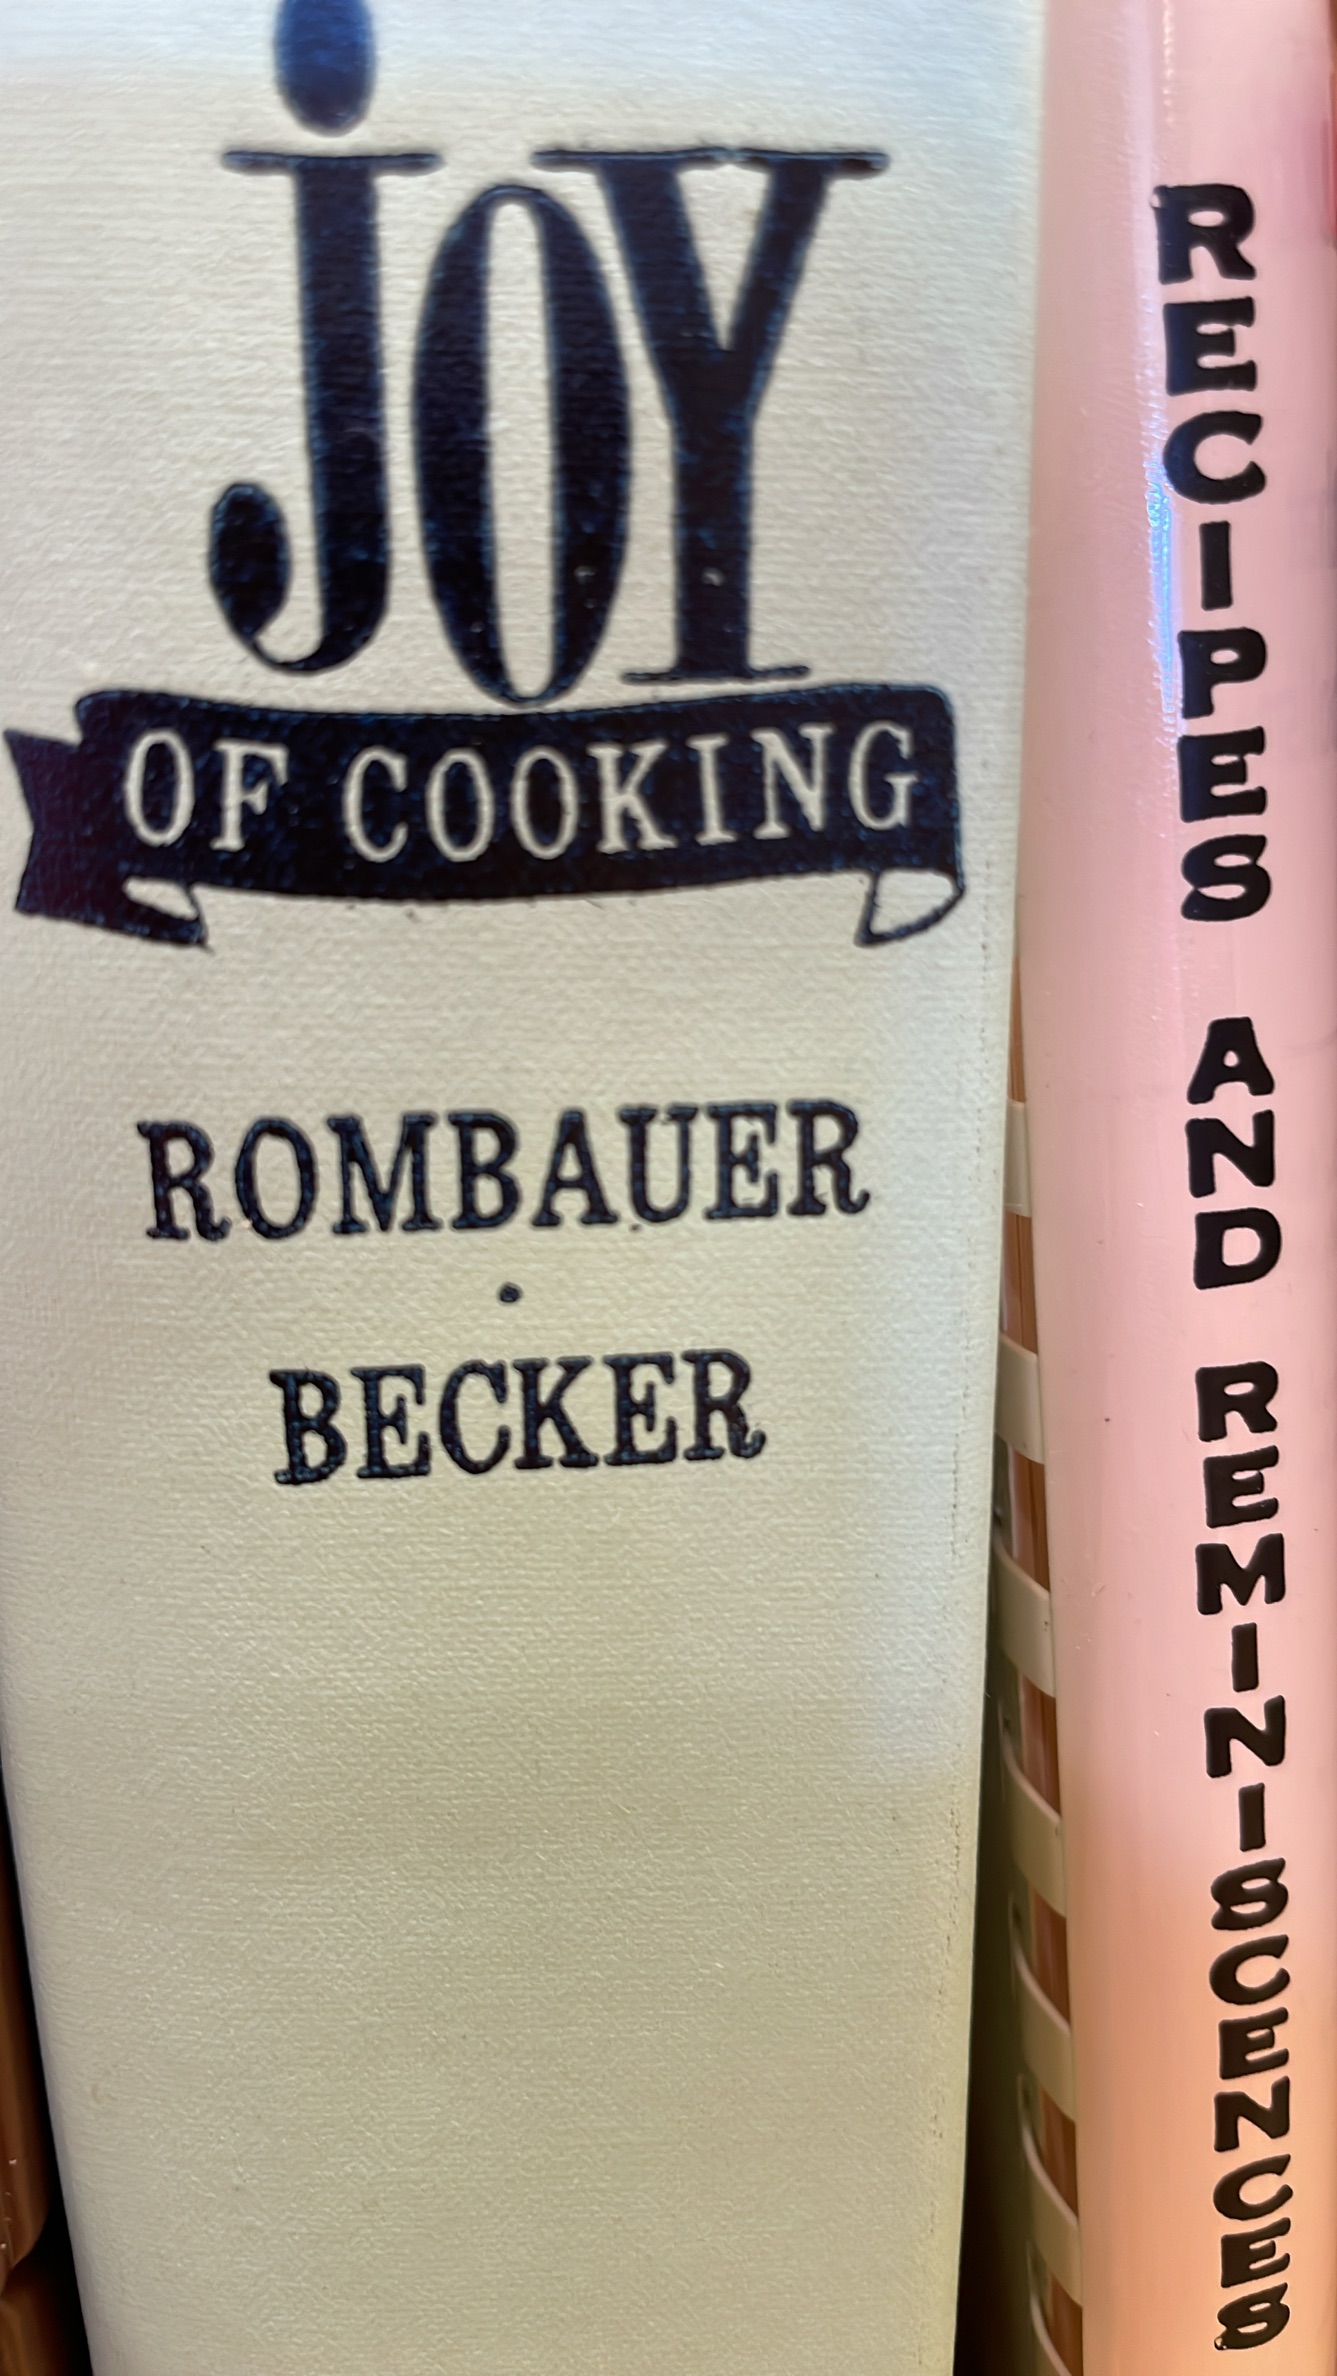 JOY
OF COOKING
ROMBAUER
·
BECKER
RECIPES AND REMINISCENCES